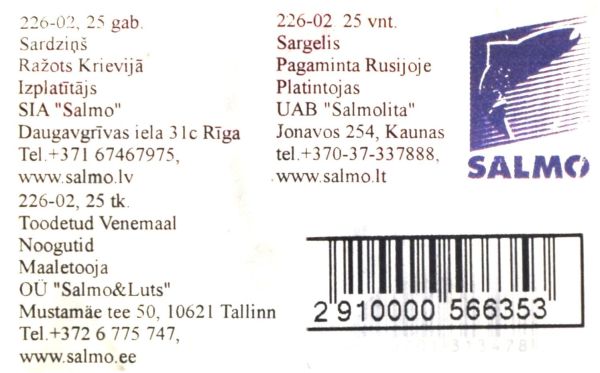 226-02, 25 gab.
Sardziņš
Ražots Krievijā
Izplatītājs
SIA "Salmo"
Daugavgrīvas iela 31c Rīga
Tel.+371 67467975,
www.salmo.lv
226-02, 25 tk.
Toodetud Venemaal
Noogutid
Maaletooja
OÜ "Salmo&Luts"
Mustamäe tee 50, 10621 Tallinn
Tel.+372 6 775 747,
www.salmo.ee
226-02 25 vnt.
Sargelis
Pagaminta Rusijoje
Platintojas
UAB "Salmolita"
Jonavos 254, Kaunas
tel.+370-37-337888,
www.salmo.lt
SALMO
2 910000 566353